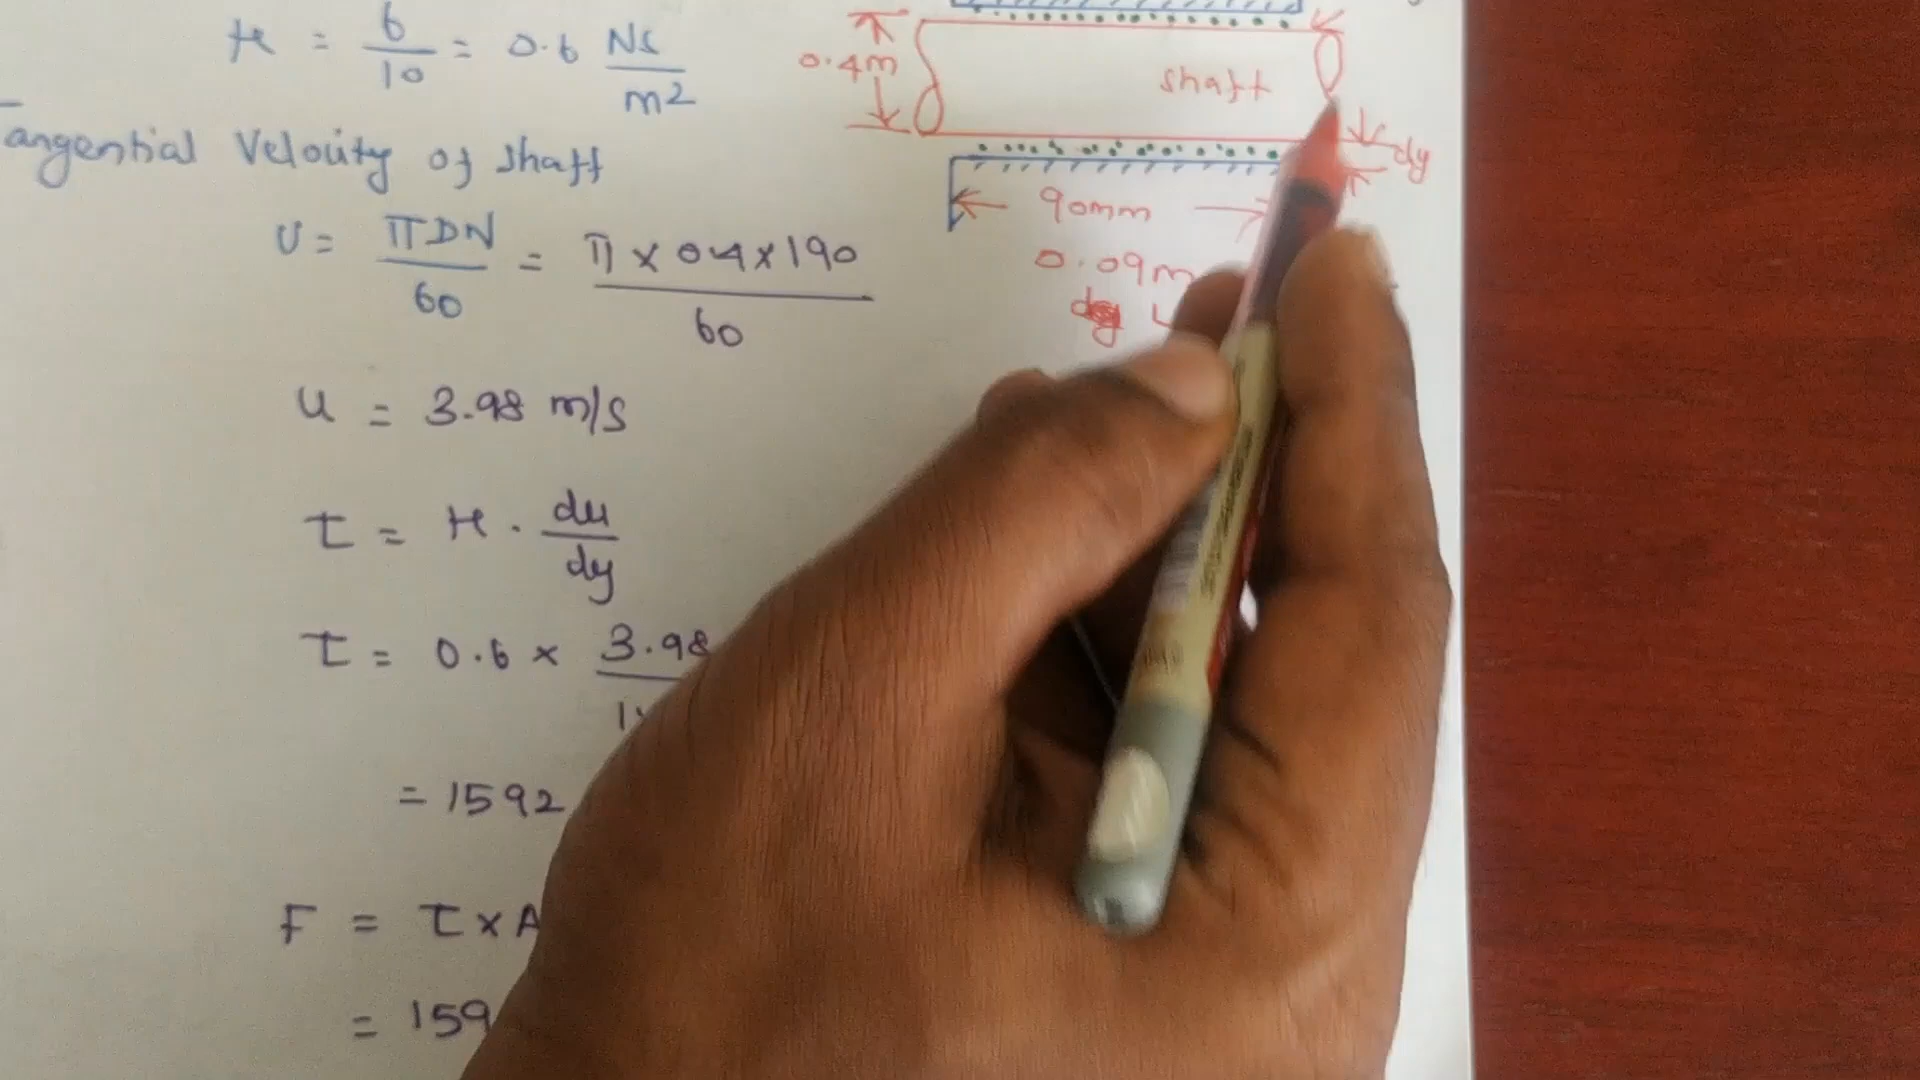 μ = 6/10 = 0.6 Ns/m2
angential Velocity of shaft
U = πDN/60 = π x 0.4 x 190/60
u = 3.98 m/s
τ = μ . du/dy
τ = 0.6 x 3.98
= 1592
F = τ x A
= 159
0.4m
shaft
dy
90mm
0.09m
L